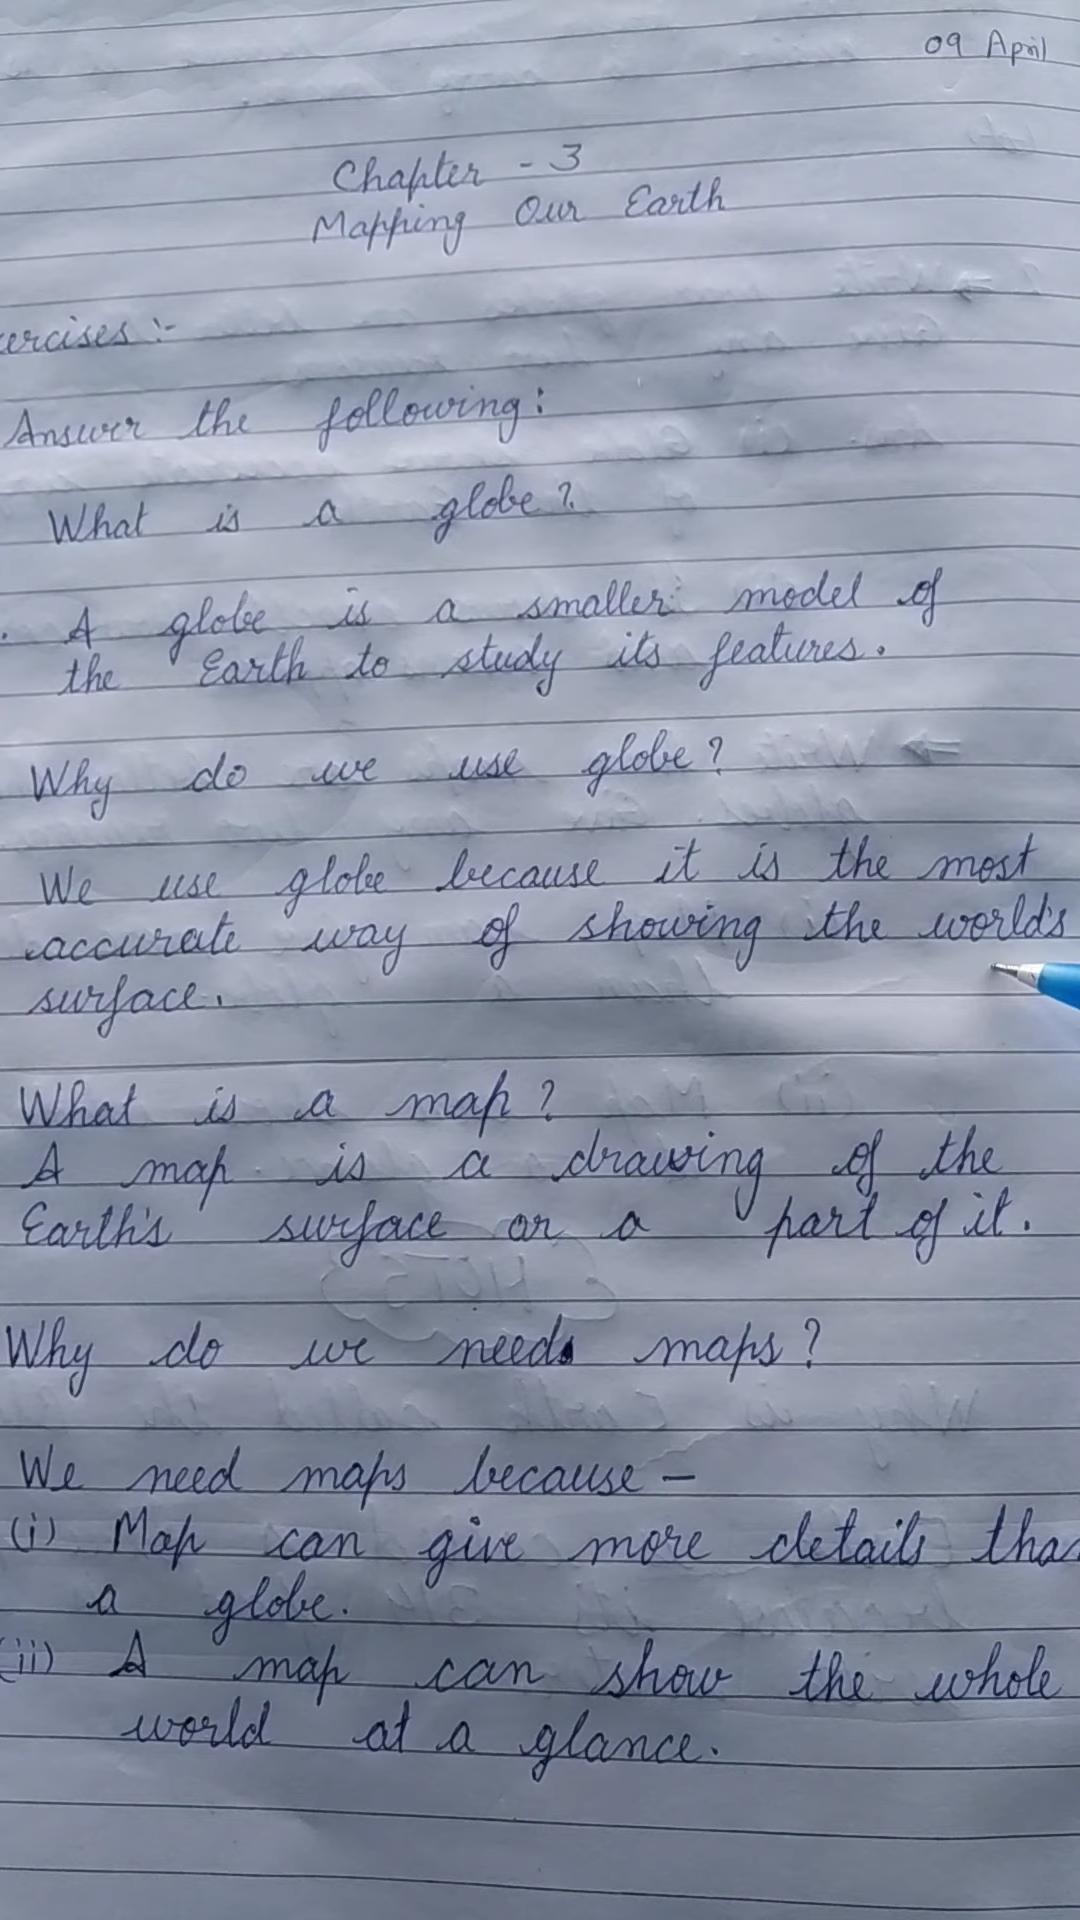 09 April
Chapter - 3
Mapping Our Earth
ercises :-
Answer the following:
What is a globe?
. A globe is a smaller model of
the Earth to study its features.
Why do we use globe?
We use globe because it is the most
accurate way of showing the world's
surface.
What is a map?
A map is a drawing of the
Earth's surface or a part of it.
Why do we need maps?
We need maps because –
(i) Map can give more details tha
a globe.
(ii) A map can show the whole
world at a glance.